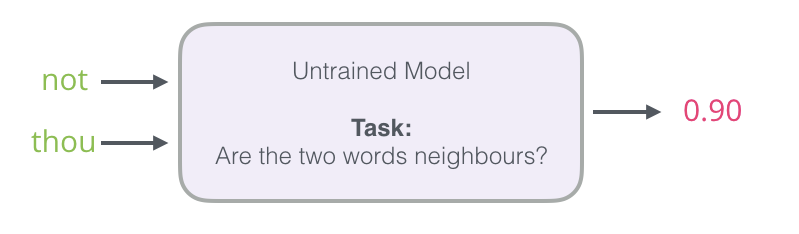 not
thou
Untrained Model
Task:
Are the two words neighbours?
0.90